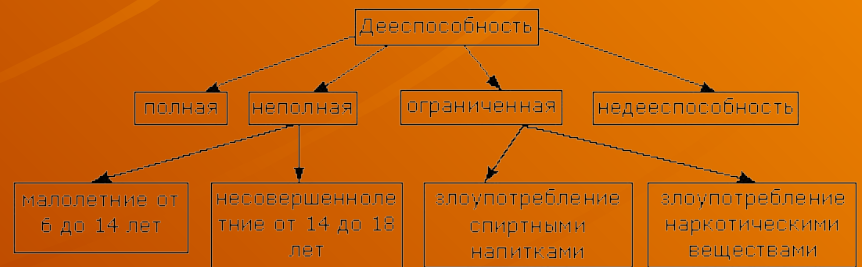 Дееспособность
полная
неполная
ограниченная
недееспособность
малолетние от
6 до 14 лет
несовершенноле
тние от 14 до 18
лет
злоупотребление
спиртными
напитками
злоупотребление
наркотическими
веществами